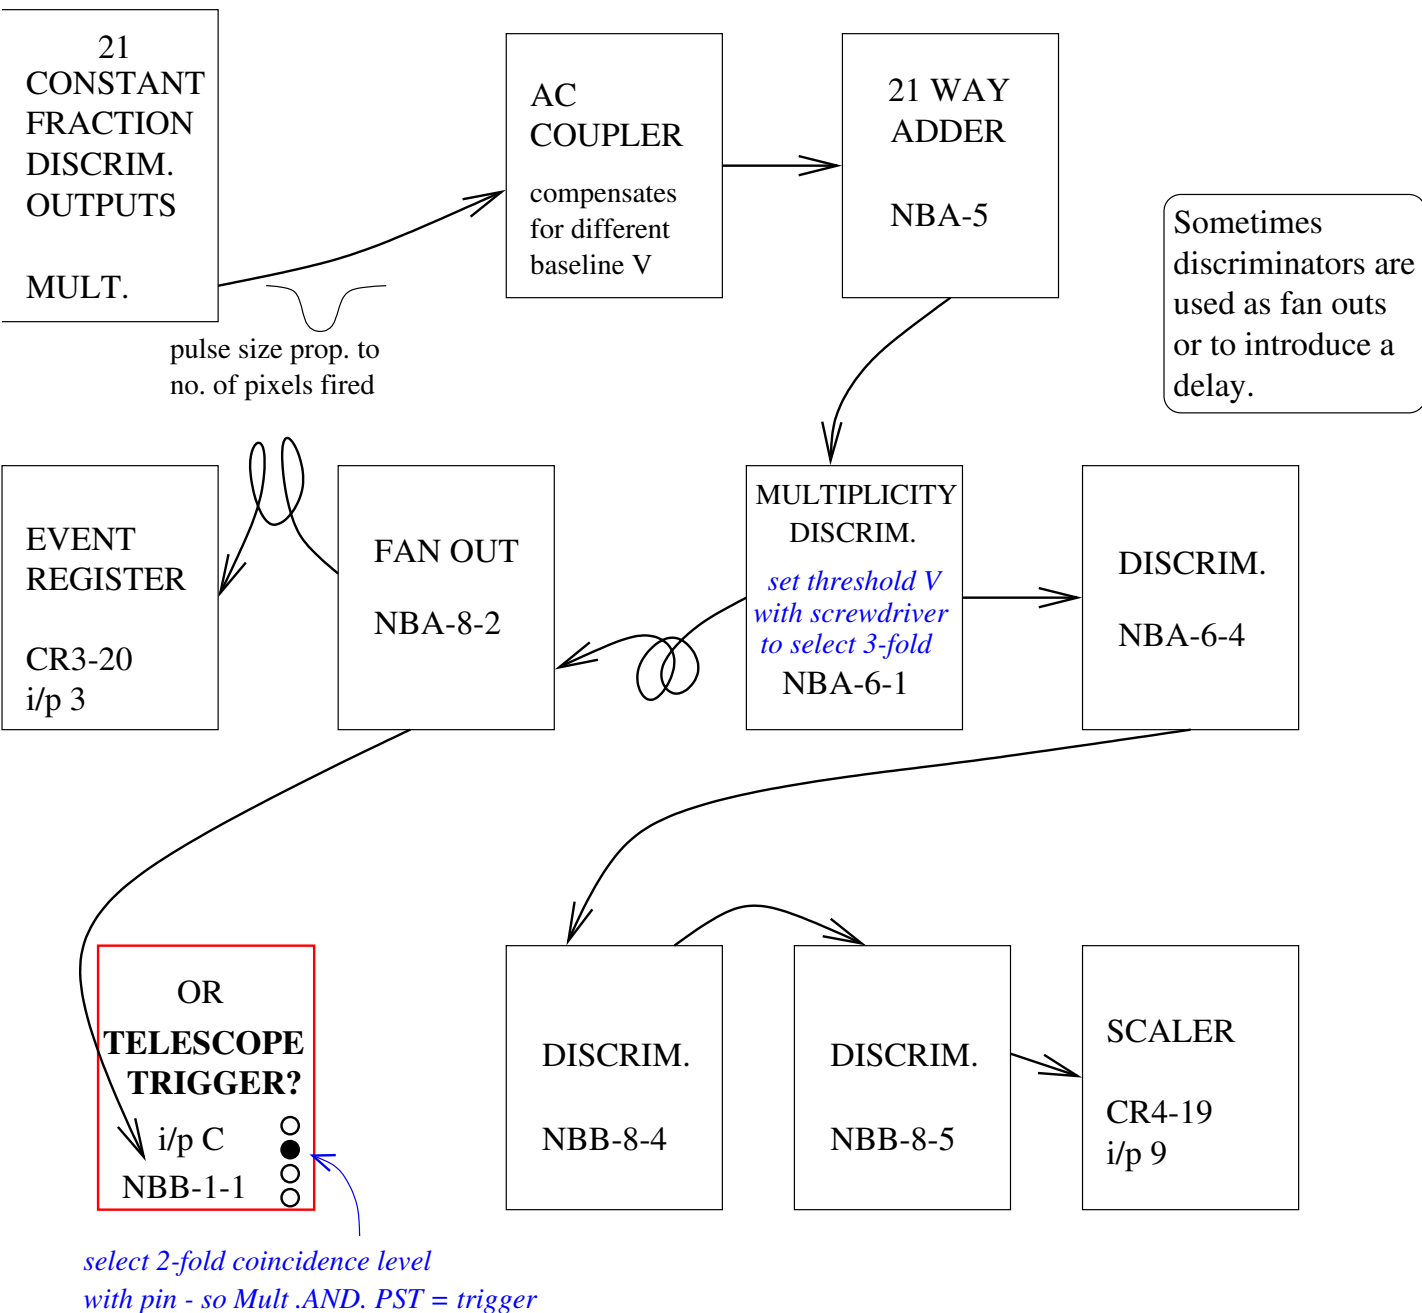 21
CONSTANT
FRACTION
DISCRIM.
OUTPUTS
MULT.
pulse size prop. to
no. of pixels fired
AC
COUPLER
compensates
for different
baseline V
21 WAY
ADDER
NBA-5
Sometimes
discriminators are
used as fan outs
or to introduce a
delay.
EVENT
REGISTER
CR3-20
i/p 3
FAN OUT
NBA-8-2
MULTIPLICITY
DISCRIM.
set threshold V
with screwdriver
to select 3-fold
NBA-6-1
DISCRIM.
NBA-6-4
OR
TELESCOPE
TRIGGER?
i/p C
NBB-1-1
select 2-fold coincidence level
with pin - so Mult .AND. PST = trigger
DISCRIM.
NBB-8-4
DISCRIM.
NBB-8-5
SCALER
CR4-19
i/p 9